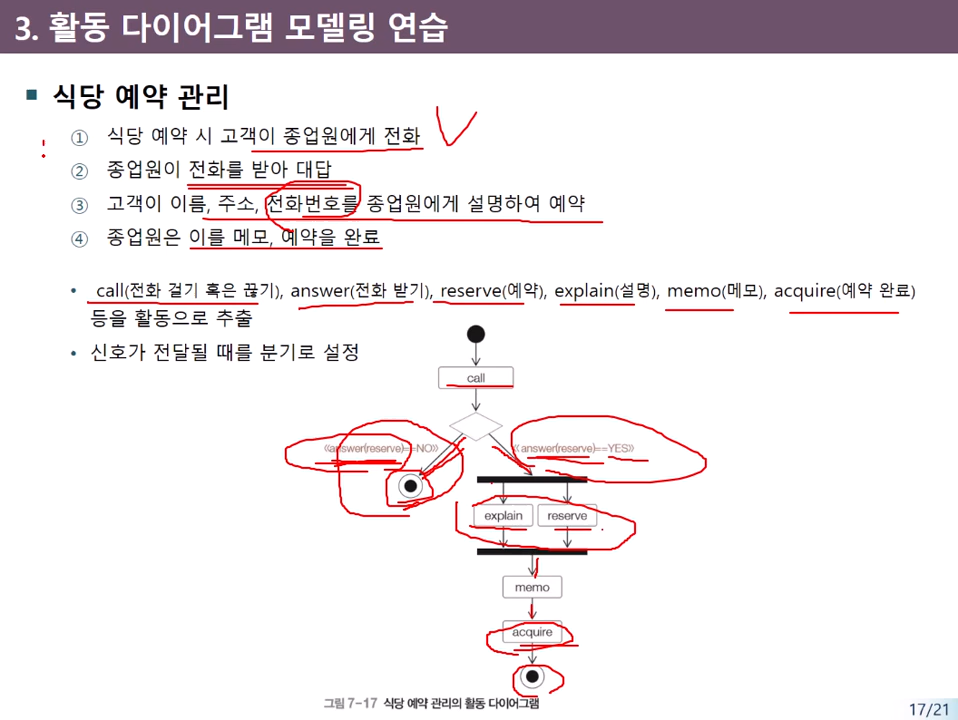 3. 활동 다이어그램 모델링 연습
식당 예약 관리
① 식당 예약 시 고객이 종업원에게 전화
② 종업원이 전화를 받아 대답
③ 고객이 이름, 주소, 전화번호를 종업원에게 설명하여 예약
④ 종업원은 이를 메모, 예약을 완료
• call(전화 걸기 혹은 끊기), answer(전화 받기), reserve(예약), explain(설명), memo(메모), acquire(예약 완료)
등을 활동으로 추출
• 신호가 전달될 때를 분기로 설정
call
《answer(reserve)==NO》 《answer(reserve)==YES》
explain reserve
memo
acquire
그림 7-17 식당 예약 관리의 활동 다이어그램
17/21